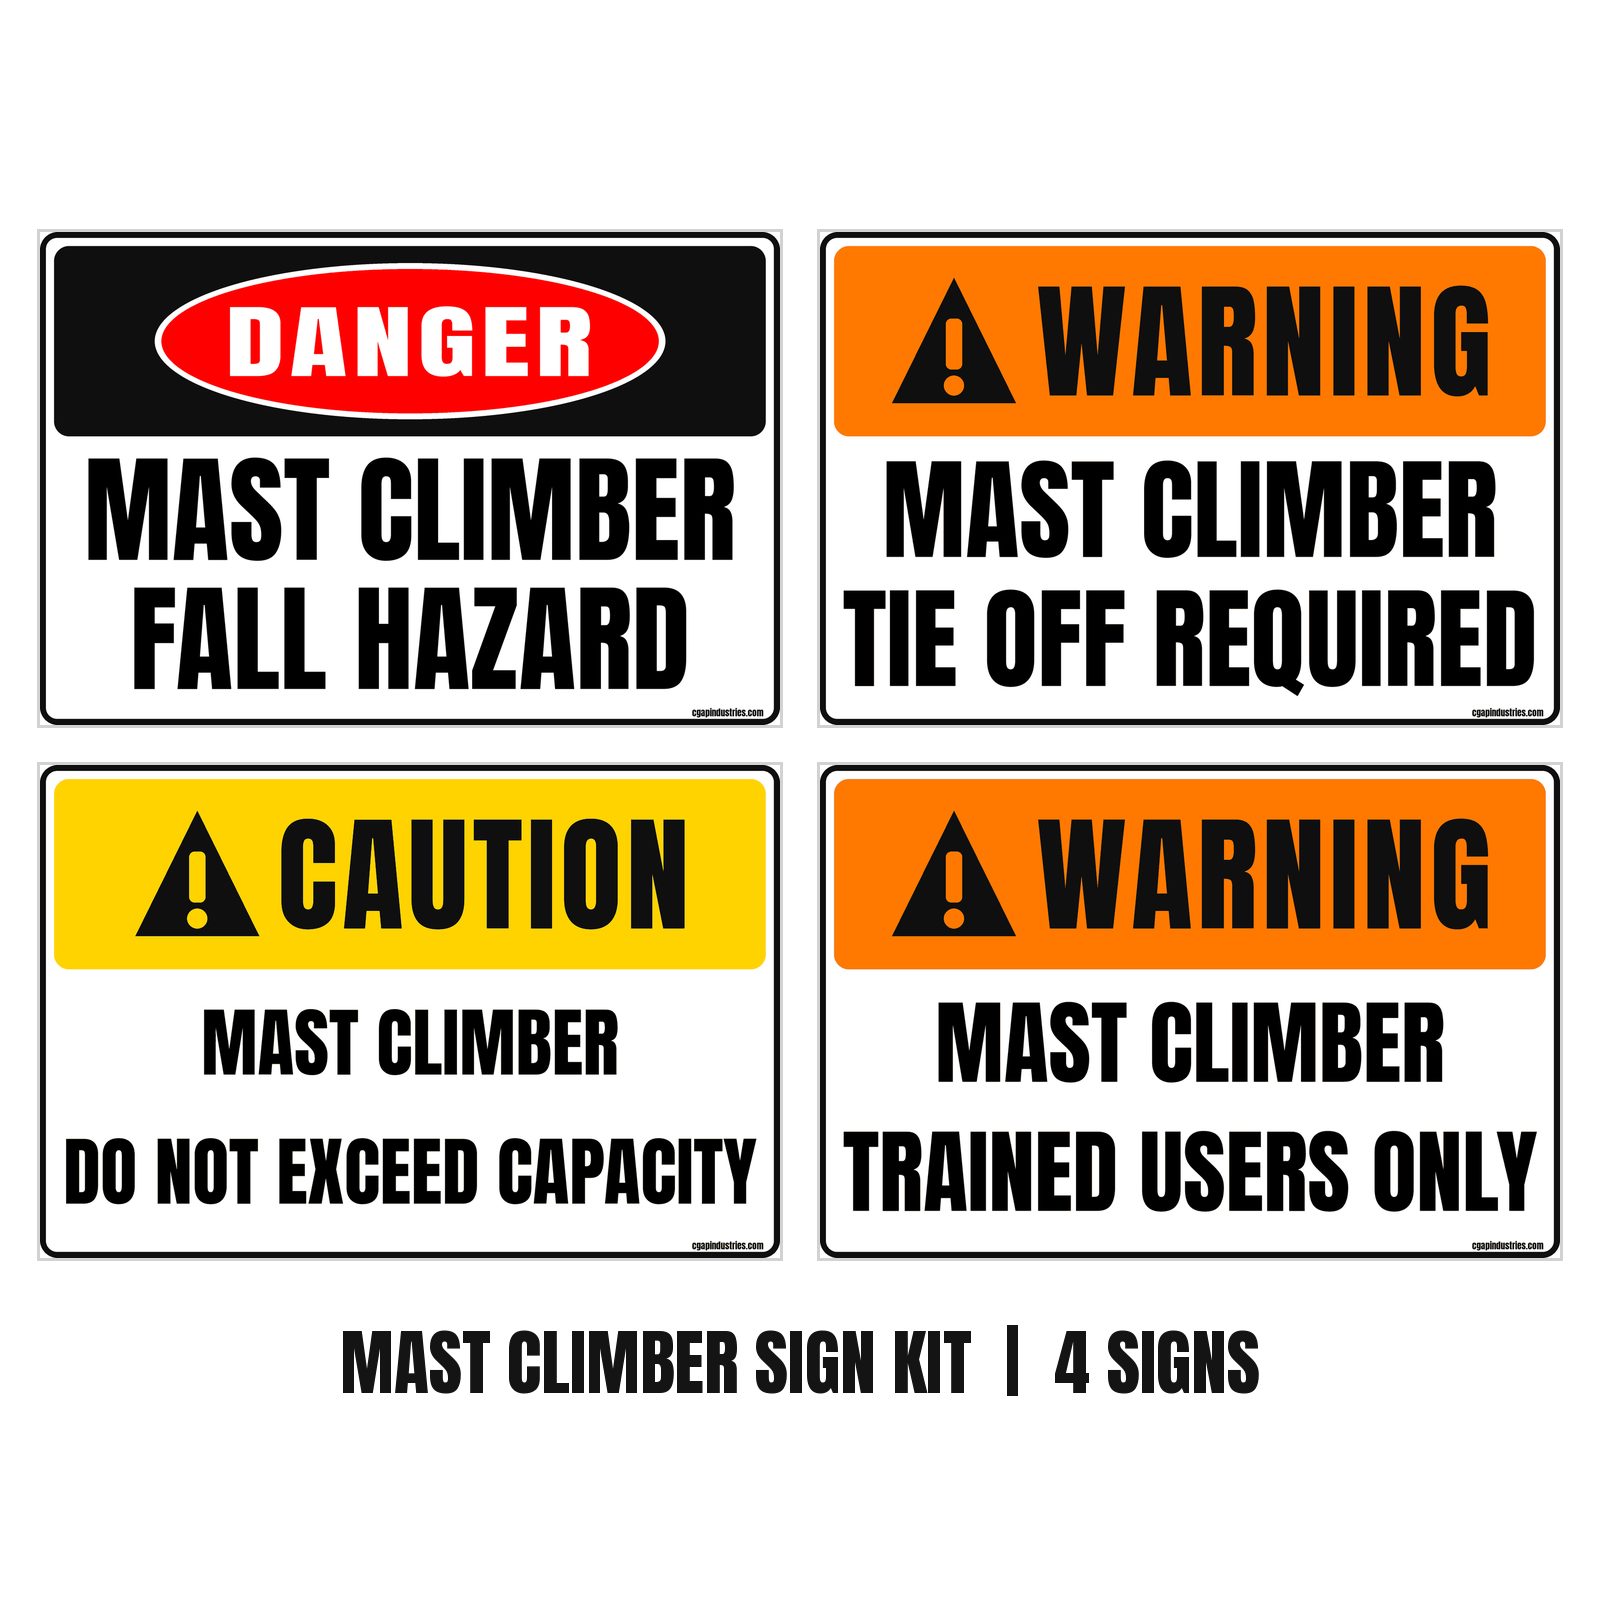 DANGER
MAST CLIMBER
FALL HAZARD
cgapindustries.com
WARNING
MAST CLIMBER
TIE OFF REQUIRED
cgapindustries.com
CAUTION
MAST CLIMBER
DO NOT EXCEED CAPACITY
cgapindustries.com
WARNING
MAST CLIMBER
TRAINED USERS ONLY
cgapindustries.com
MAST CLIMBER SIGN KIT | 4 SIGNS